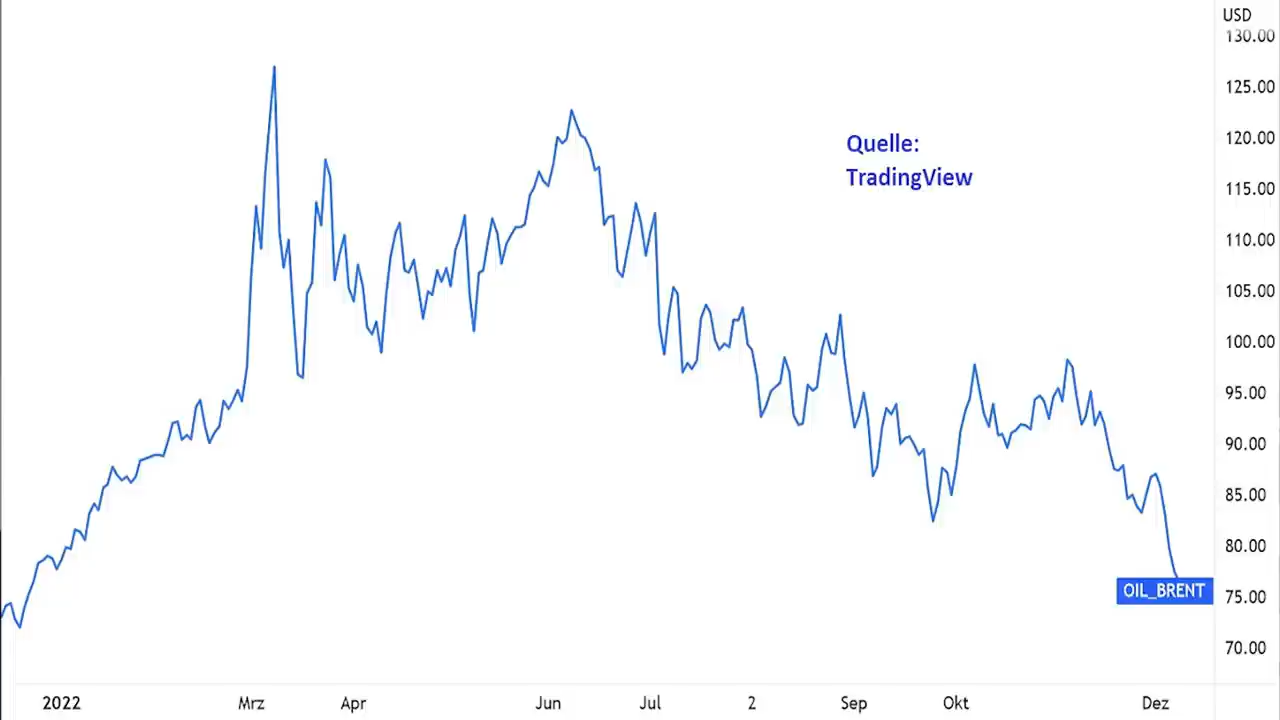 USD
130.00
125.00
120.00
Quelle:
TradingView
115.00
110.00
105.00
100.00
95.00
90.00
85.00
80.00
OIL_BRENT
75.00
70.00
2022 Mrz Apr Jun Jul 2 Sep Okt Dez